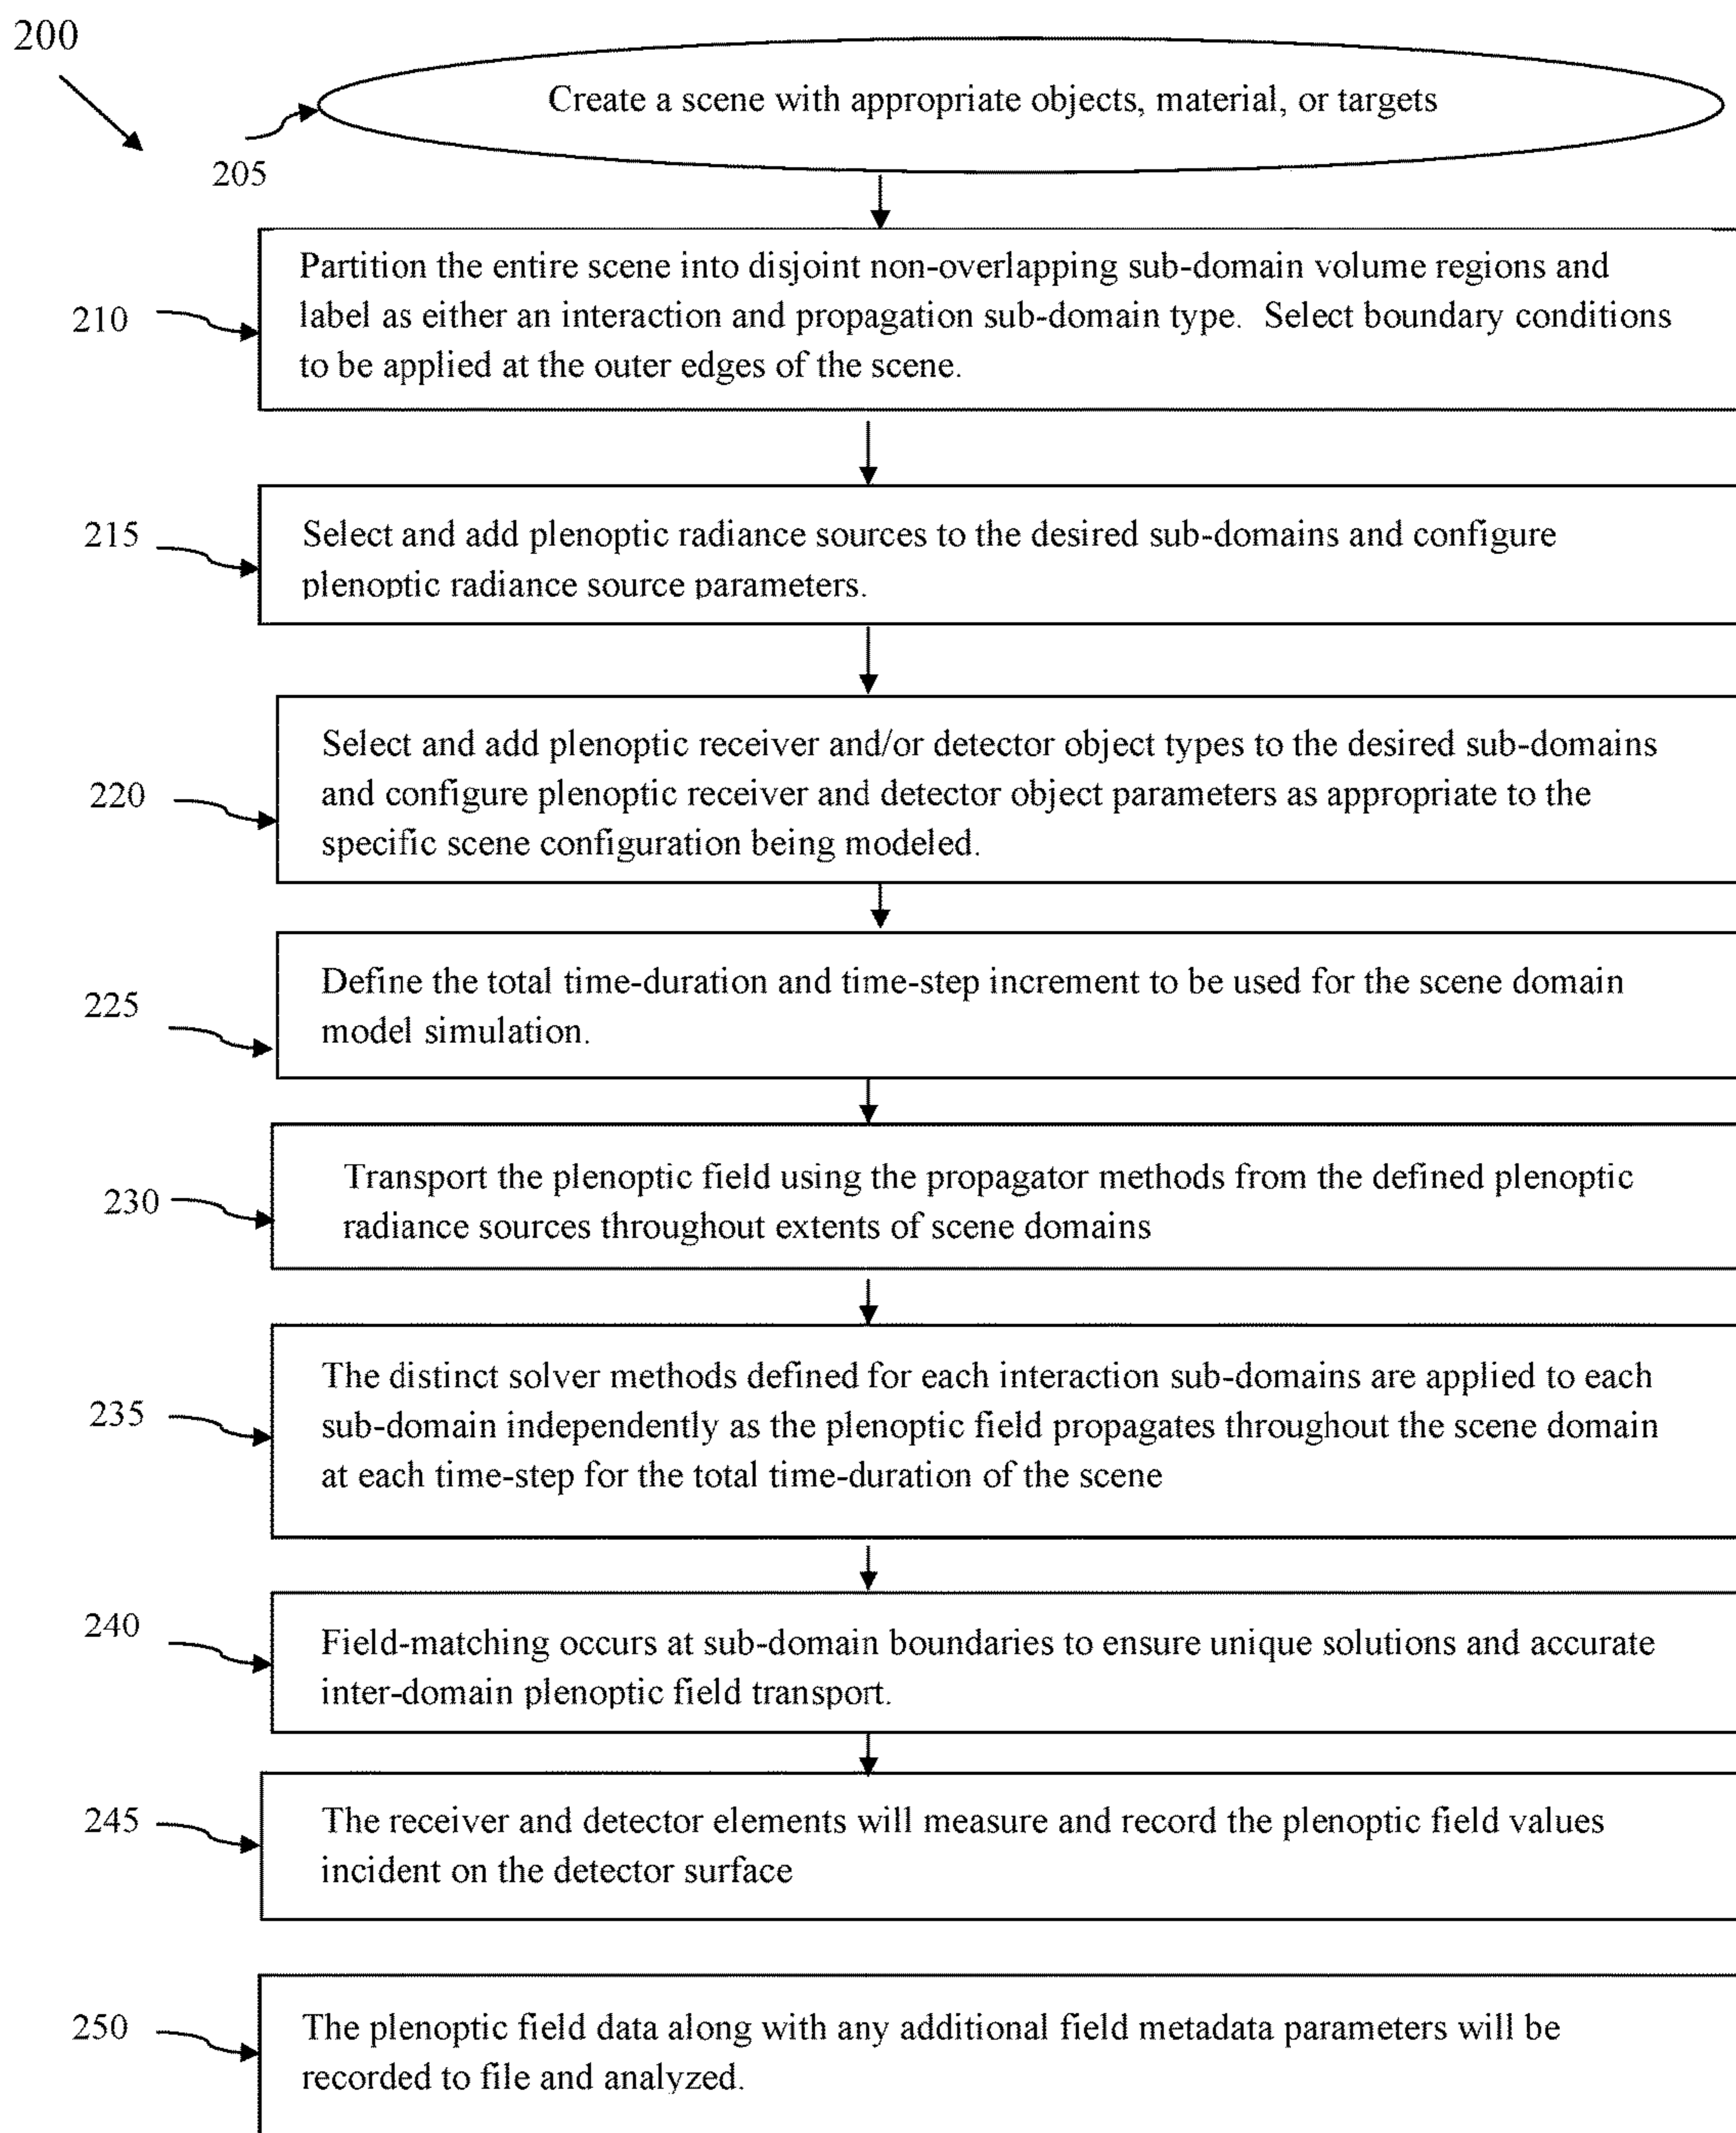 200
Create a scene with appropriate objects, material, or targets
205
Partition the entire scene into disjoint non-overlapping sub-domain volume regions and
label as either an interaction and propagation sub-domain type. Select boundary conditions
to be applied at the outer edges of the scene.
210
215
Select and add plenoptic radiance sources to the desired sub-domains and configure
plenoptic radiance source parameters.
Select and add plenoptic receiver and/or detector object types to the desired sub-domains
and configure plenoptic receiver and detector object parameters as appropriate to the
specific scene configuration being modeled.
220
Define the total time-duration and time-step increment to be used for the scene domain
model simulation.
225
Transport the plenoptic field using the propagator methods from the defined plenoptic
radiance sources throughout extents of scene domains
230
The distinct solver methods defined for each interaction sub-domains are applied to each
sub-domain independently as the plenoptic field propagates throughout the scene domain
at each time-step for the total time-duration of the scene
235
240
Field-matching occurs at sub-domain boundaries to ensure unique solutions and accurate
inter-domain plenoptic field transport.
245
The receiver and detector elements will measure and record the plenoptic field values
incident on the detector surface
250
The plenoptic field data along with any additional field metadata parameters will be
recorded to file and analyzed.